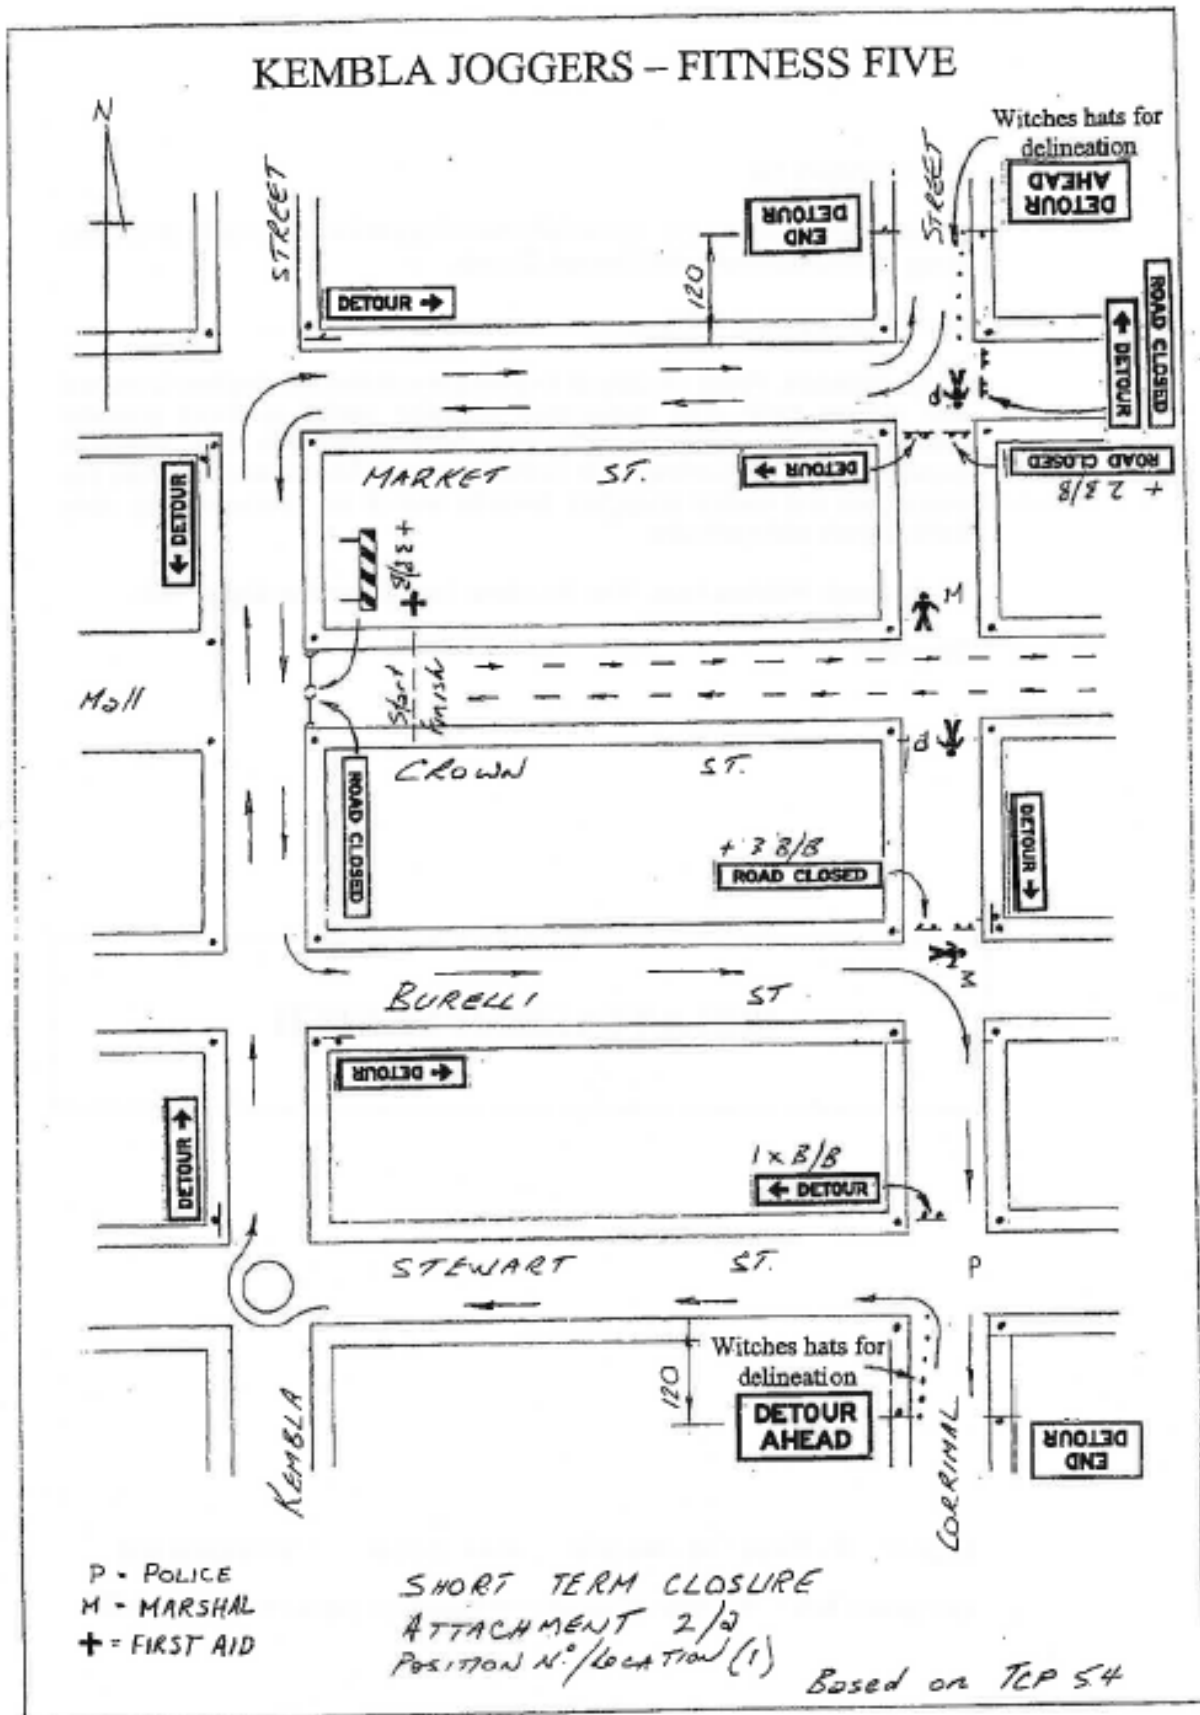 KEMBLA JOGGERS – FITNESS FIVE
N
Witches hats for
delineation
STREET
STREET
DETOUR
AHEAD
END
DETOUR
120
DETOUR →
ROAD CLOSED
← DETOUR
P
← DETOUR
MARKET ST.
← DETOUR
ROAD CLOSED
+ 2 3/B
+ 3 B/B
M
Mall
Start
Finish
P
CROWN ST.
ROAD CLOSED
+ 3 B/B
ROAD CLOSED
DETOUR →
M
BURELLI ST
← DETOUR
DETOUR →
1 x B/B
← DETOUR
STEWART ST.
P
Witches hats for
delineation
120
DETOUR
AHEAD
END
DETOUR
KEMBLA
CORRIMAL
P - POLICE
M - MARSHAL
+ = FIRST AID
SHORT TERM CLOSURE
ATTACHMENT 2/a
POSITION No./LOCATION (1)
Based on TCP 54